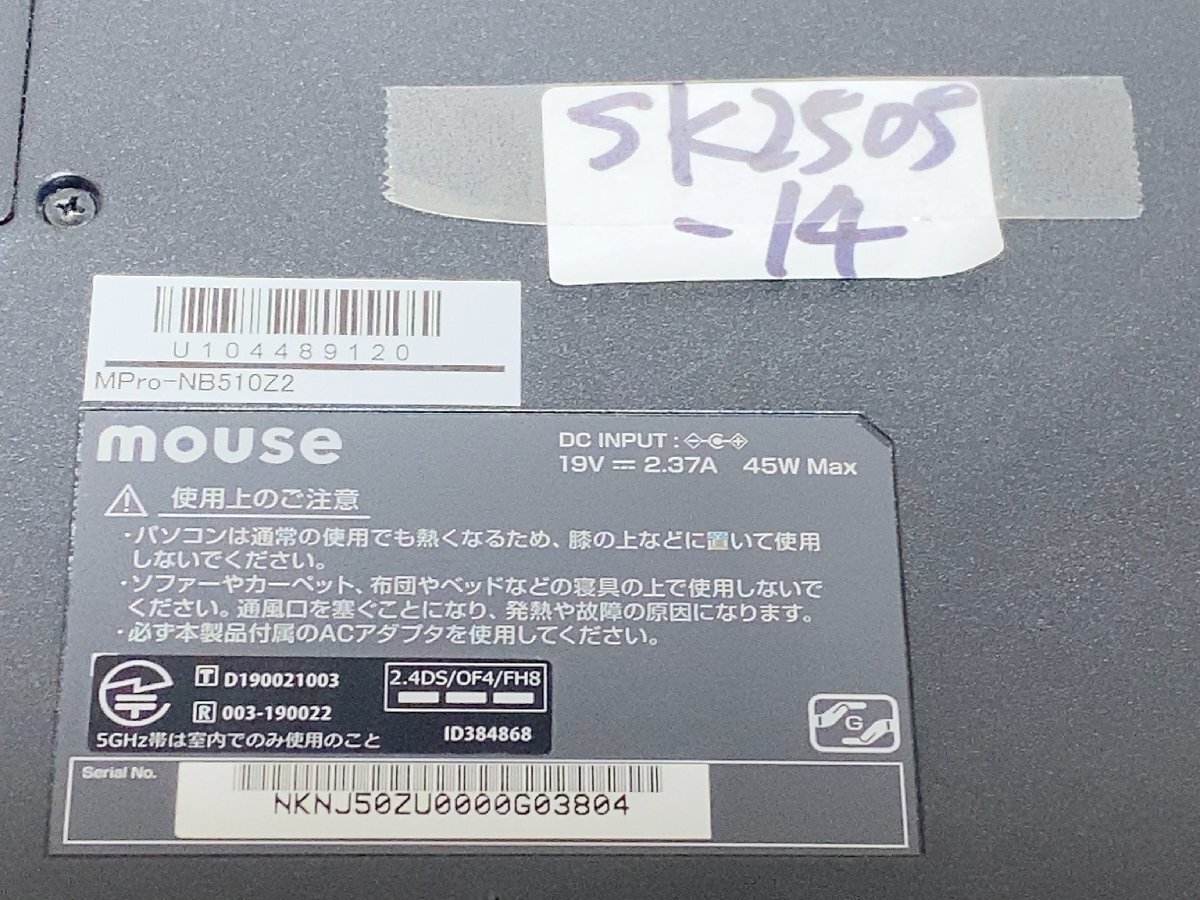 SK2505
-14
U104489120
MPro-NB510Z2
mouse
DC INPUT :
19V ⎓ 2.37A 45W Max
使用上のご注意
・パソコンは通常の使用でも熱くなるため、膝の上などに置いて使用
しないでください。
・ソファーやカーペット、布団やベッドなどの寝具の上で使用しないで
ください。通風口を塞ぐことになり、発熱や故障の原因になります。
・必ず本製品付属のACアダプタを使用してください。
T D190021003
R 003-190022
2.4DS/OF4/FH8
5GHz帯は室内でのみ使用のこと
ID384868
G
Serial No.
NKNJ50ZU0000G03804